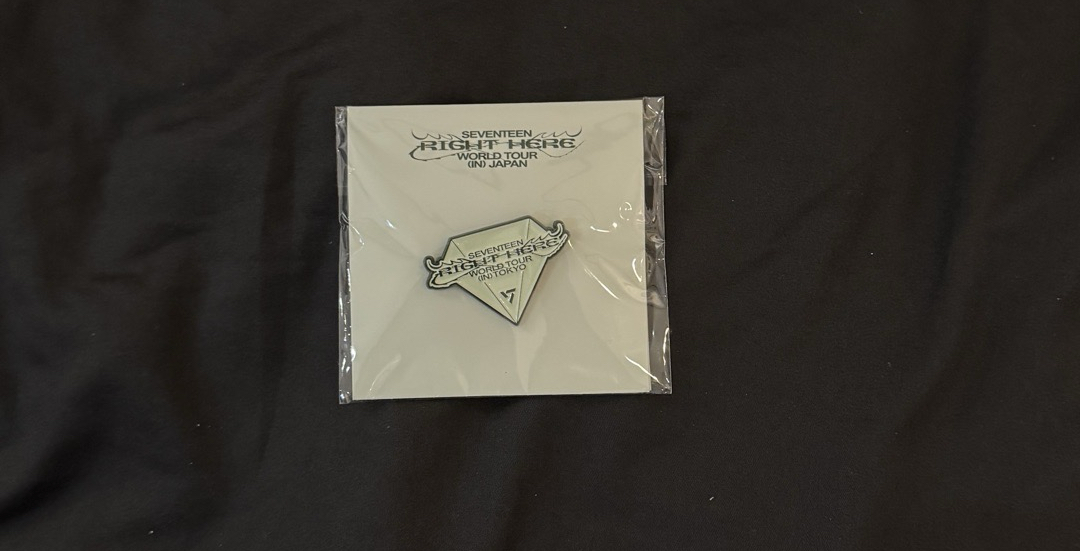 SEVENTEEN
RIGHT HERE
WORLD TOUR
(IN) JAPAN
SEVENTEEN
RIGHT HERE
WORLD TOUR
(IN) TOKYO